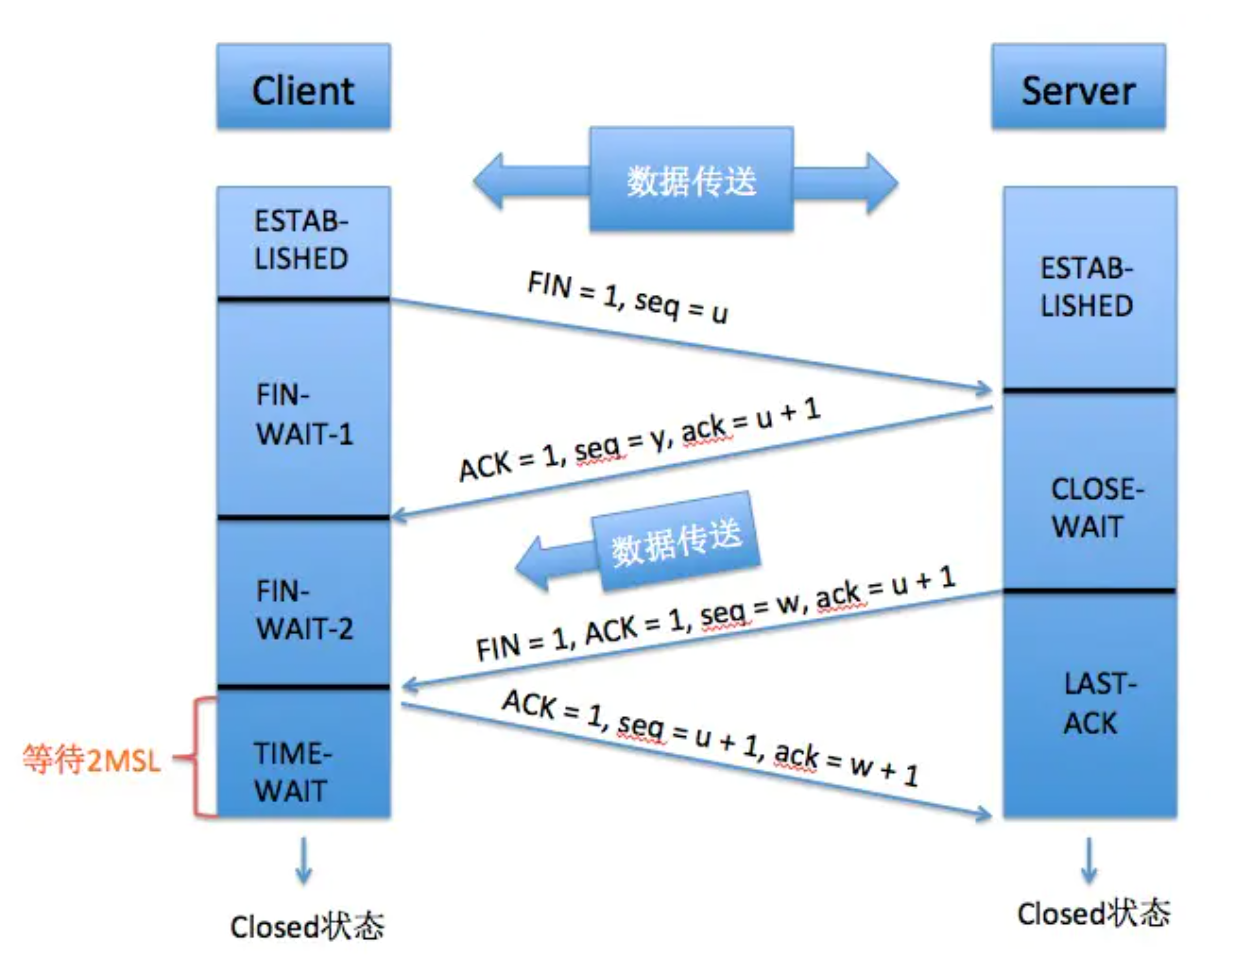 Client
Server
数据传送
ESTAB-
LISHED
ESTAB-
LISHED
FIN = 1, seq = u
FIN-
WAIT-1
ACK = 1, seq = y, ack = u + 1
CLOSE-
WAIT
数据传送
FIN-
WAIT-2
FIN = 1, ACK = 1, seq = w, ack = u + 1
LAST-
ACK
ACK = 1, seq = u + 1, ack = w + 1
等待2MSL
TIME-
WAIT
Closed状态
Closed状态